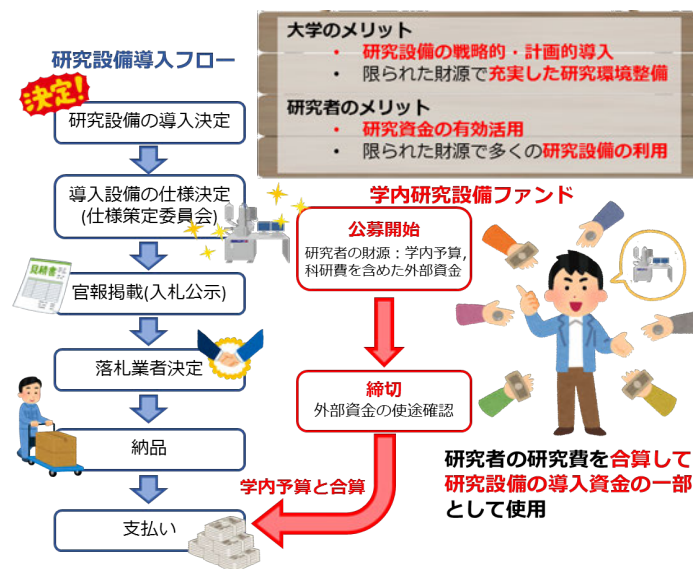 大学のメリット
• 研究設備の戦略的・計画的導入
• 限られた財源で充実した研究環境整備
研究者のメリット
• 研究資金の有効活用
• 限られた財源で多くの研究設備の利用
研究設備導入フロー
決定!
研究設備の導入決定
導入設備の仕様決定
(仕様策定委員会)
見積書
官報掲載(入札公示)
落札業者決定
納品
支払い
学内研究設備ファンド
公募開始
研究者の財源：学内予算,
科研費を含めた外部資金
締切
外部資金の使途確認
学内予算と合算
研究者の研究費を合算して
研究設備の導入資金の一部
として使用